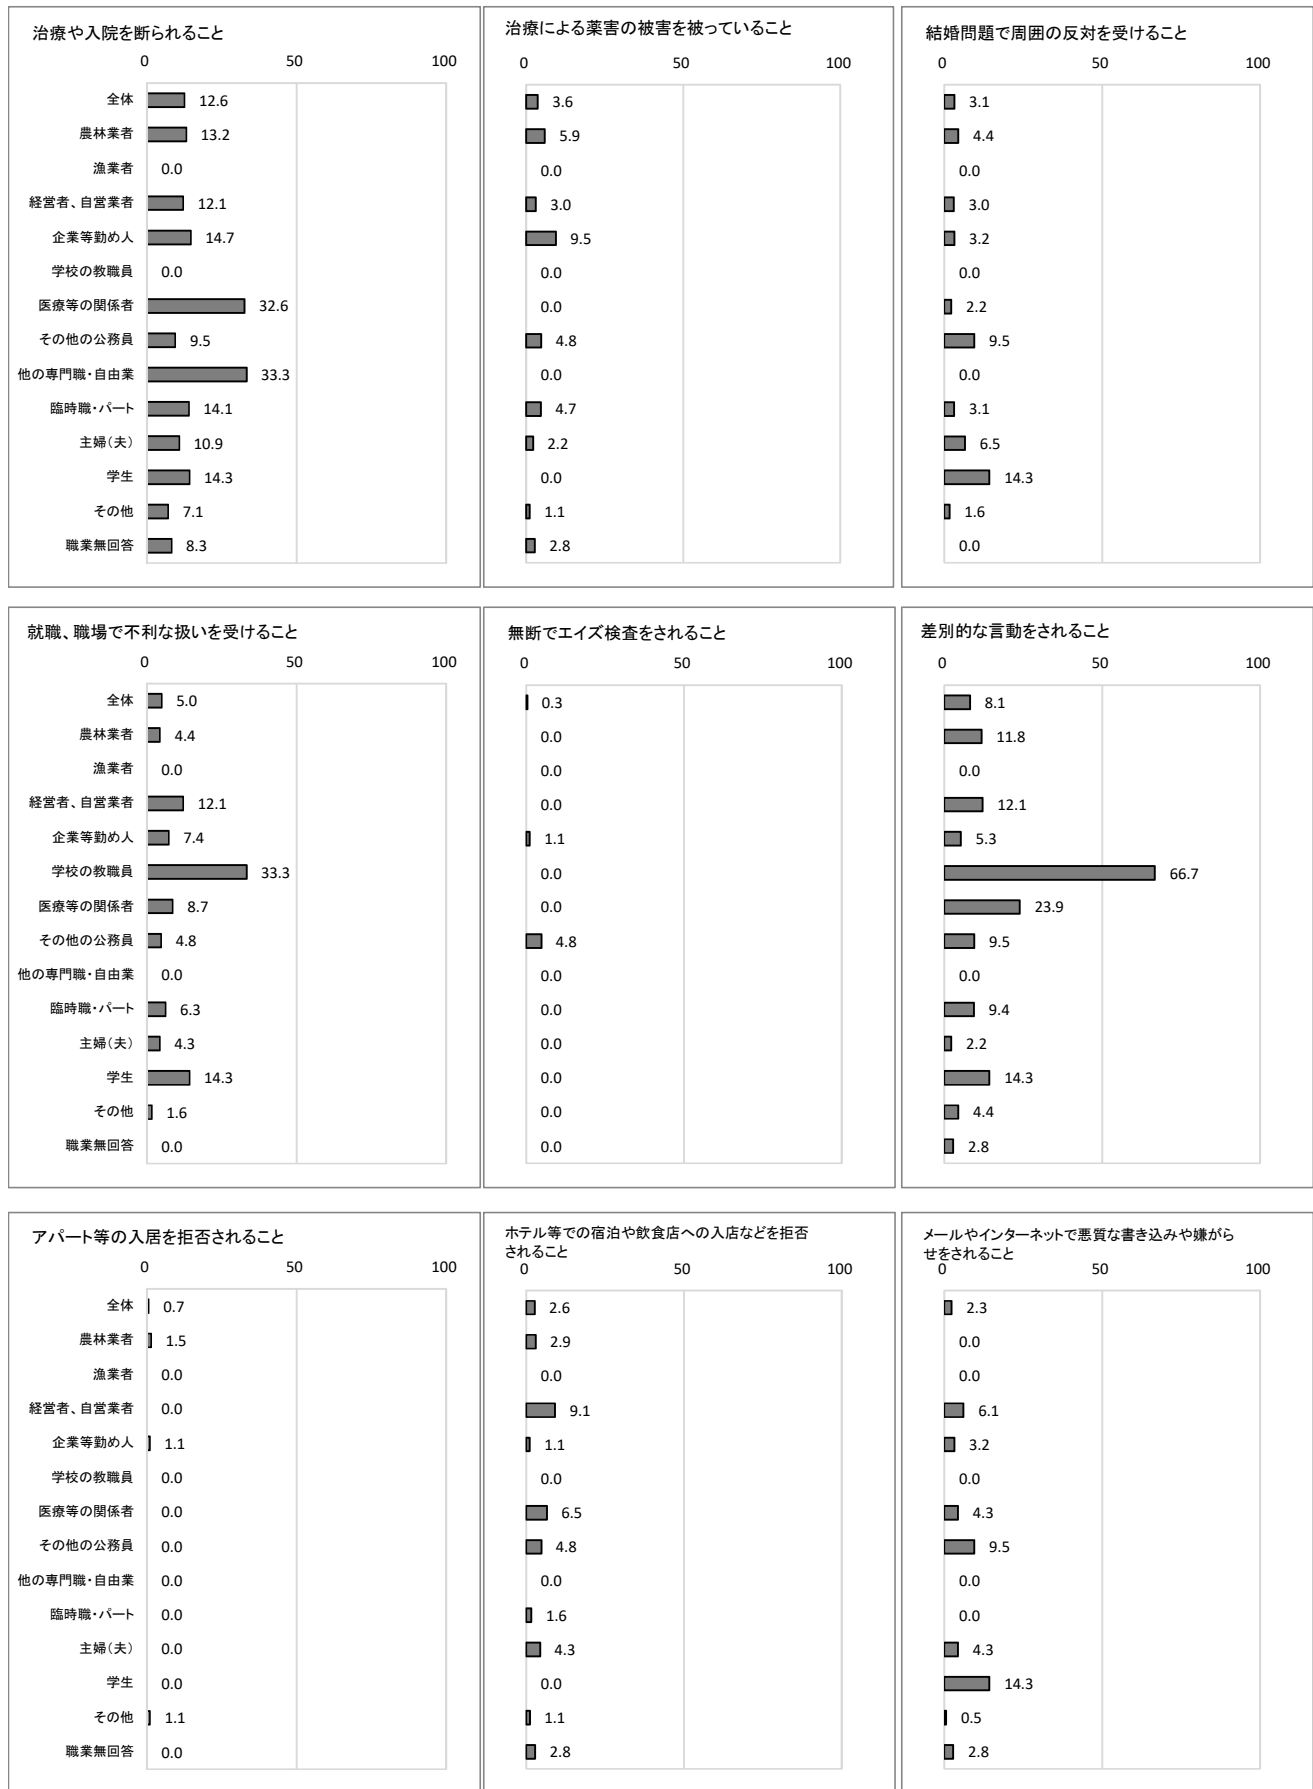 治療や入院を断られること
0 50 100
全体 12.6
農林業者 13.2
漁業者 0.0
経営者、自営業者 12.1
企業等勤め人 14.7
学校の教職員 0.0
医療等の関係者 32.6
その他の公務員 9.5
他の専門職・自由業 33.3
臨時職・パート 14.1
主婦(夫) 10.9
学生 14.3
その他 7.1
職業無回答 8.3
治療による薬害の被害を被っていること
0 50 100
3.6
5.9
0.0
3.0
9.5
0.0
0.0
4.8
0.0
4.7
2.2
0.0
1.1
2.8
結婚問題で周囲の反対を受けること
0 50 100
3.1
4.4
0.0
3.0
3.2
0.0
2.2
9.5
0.0
3.1
6.5
14.3
1.6
0.0
就職、職場で不利な扱いを受けること
0 50 100
全体 5.0
農林業者 4.4
漁業者 0.0
経営者、自営業者 12.1
企業等勤め人 7.4
学校の教職員 33.3
医療等の関係者 8.7
その他の公務員 4.8
他の専門職・自由業 0.0
臨時職・パート 6.3
主婦(夫) 4.3
学生 14.3
その他 1.6
職業無回答 0.0
無断でエイズ検査をされること
0 50 100
0.3
0.0
0.0
0.0
1.1
0.0
0.0
4.8
0.0
0.0
0.0
0.0
0.0
0.0
差別的な言動をされること
0 50 100
8.1
11.8
0.0
12.1
5.3
66.7
23.9
9.5
0.0
9.4
2.2
14.3
4.4
2.8
アパート等の入居を拒否されること
0 50 100
全体 0.7
農林業者 1.5
漁業者 0.0
経営者、自営業者 0.0
企業等勤め人 1.1
学校の教職員 0.0
医療等の関係者 0.0
その他の公務員 0.0
他の専門職・自由業 0.0
臨時職・パート 0.0
主婦(夫) 0.0
学生 0.0
その他 1.1
職業無回答 0.0
ホテル等での宿泊や飲食店への入店などを拒否
されること
0 50 100
2.6
2.9
0.0
9.1
1.1
0.0
6.5
4.8
0.0
1.6
4.3
0.0
1.1
2.8
メールやインターネットで悪質な書き込みや嫌がら
せをされること
0 50 100
2.3
0.0
0.0
6.1
3.2
0.0
4.3
9.5
0.0
0.0
4.3
14.3
0.5
2.8